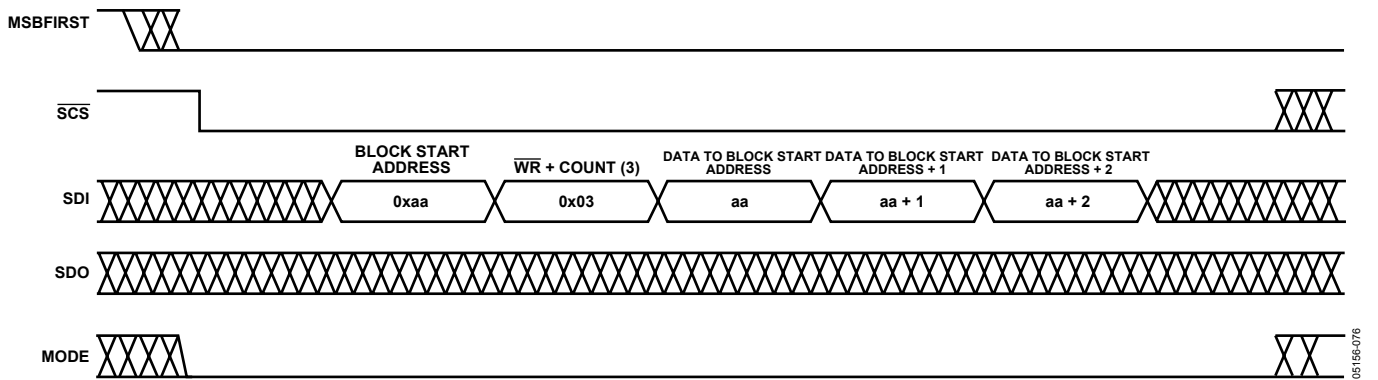 MSBFIRST
SCS
BLOCK START
ADDRESS
WR + COUNT (3)
DATA TO BLOCK START
ADDRESS
DATA TO BLOCK START
ADDRESS + 1
DATA TO BLOCK START
ADDRESS + 2
SDI
0xaa
0x03
aa
aa + 1
aa + 2
SDO
MODE
05156-076